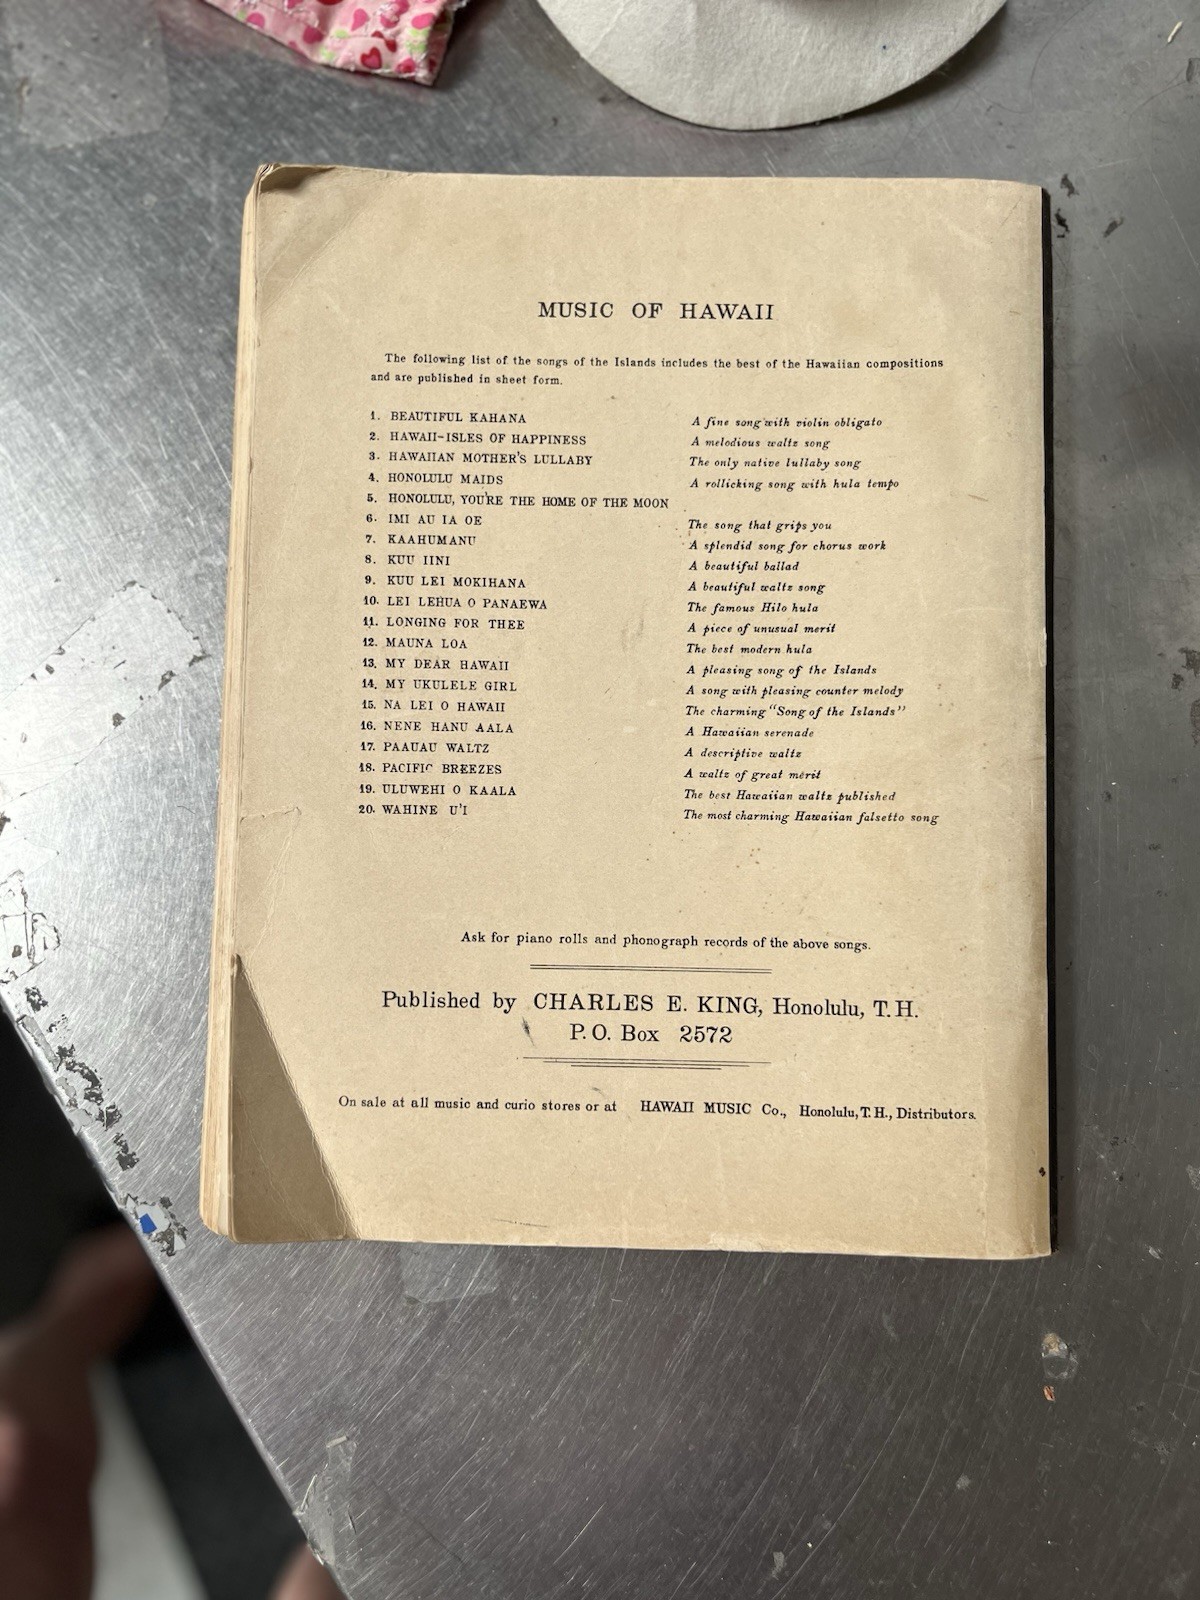 MUSIC OF HAWAII
The following list of the songs of the Islands includes the best of the Hawaiian compositions
and are published in sheet form.
1. BEAUTIFUL KAHANA A fine song with violin obligato
2. HAWAII-ISLES OF HAPPINESS A melodious waltz song
3. HAWAIIAN MOTHER'S LULLABY The only native lullaby song
4. HONOLULU MAIDS A rollicking song with hula tempo
5. HONOLULU, YOU'RE THE HOME OF THE MOON
6. IMI AU IA OE The song that grips you
7. KAAHUMANU A splendid song for chorus work
8. KUU IINI A beautiful ballad
9. KUU LEI MOKIHANA A beautiful waltz song
10. LEI LEHUA O PANAEWA The famous Hilo hula
11. LONGING FOR THEE A piece of unusual merit
12. MAUNA LOA The best modern hula
13. MY DEAR HAWAII A pleasing song of the Islands
14. MY UKULELE GIRL A song with pleasing counter melody
15. NA LEI O HAWAII The charming "Song of the Islands"
16. NENE HANU AALA A Hawaiian serenade
17. PAAUAU WALTZ A descriptive waltz
18. PACIFIC BREEZES A waltz of great merit
19. ULUWEHI O KAALA The best Hawaiian waltz published
20. WAHINE U'I The most charming Hawaiian falsetto song
Ask for piano rolls and phonograph records of the above songs.
Published by CHARLES E. KING, Honolulu, T.H.
P.O. Box 2572
On sale at all music and curio stores or at HAWAII MUSIC Co., Honolulu, T.H., Distributors.